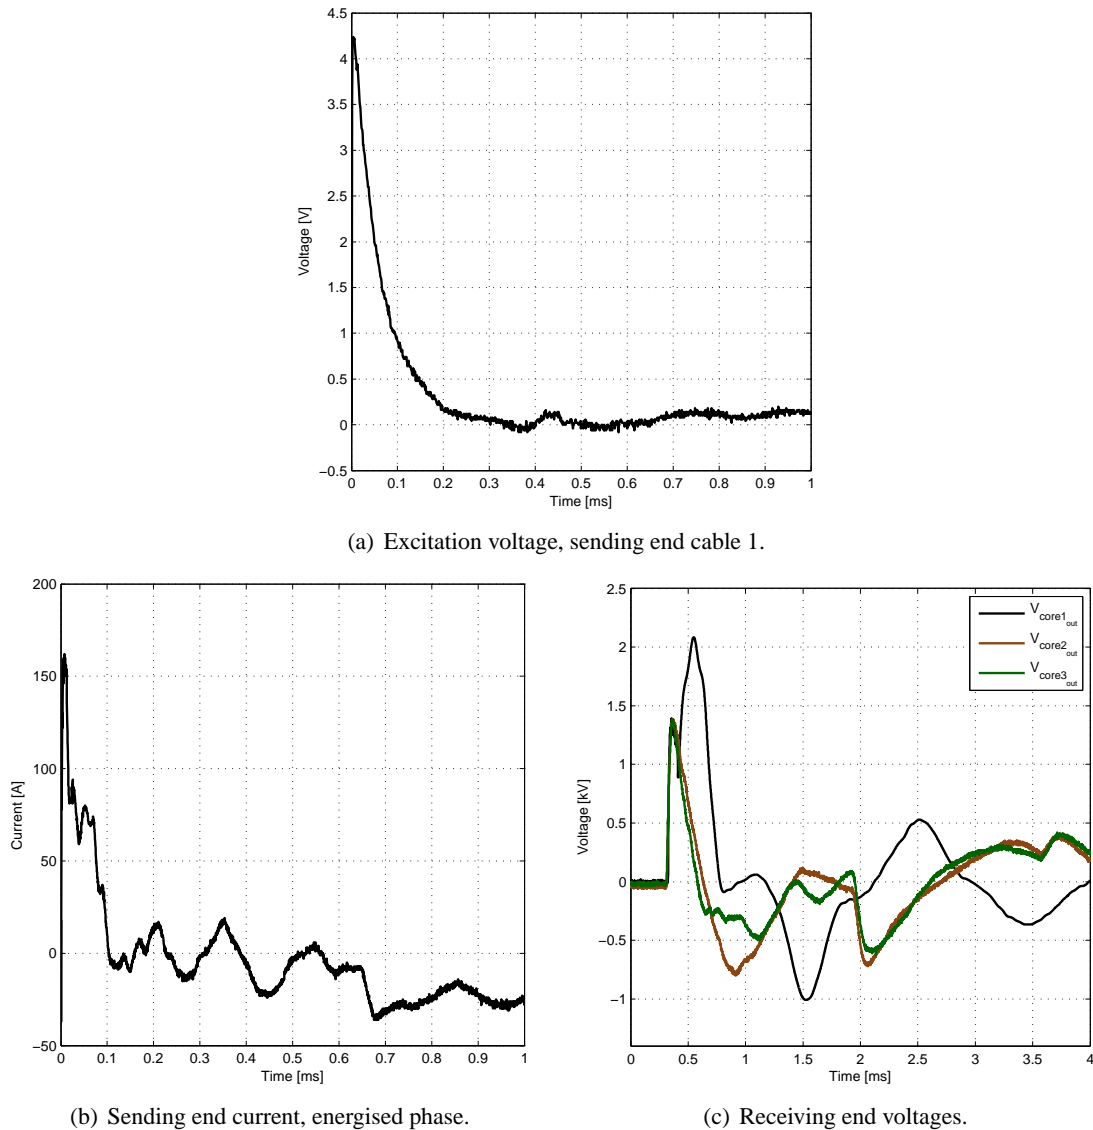 4.5
4
3.5
3
2.5
2
1.5
1
0.5
0
−0.5
Voltage [V]
0 0.1 0.2 0.3 0.4 0.5 0.6 0.7 0.8 0.9 1
Time [ms]
(a) Excitation voltage, sending end cable 1.
200
150
100
50
0
−50
Current [A]
0 0.1 0.2 0.3 0.4 0.5 0.6 0.7 0.8 0.9 1
Time [ms]
(b) Sending end current, energised phase.
2.5
2
1.5
1
0.5
0
−0.5
−1
Voltage [kV]
Vcore1out
Vcore2out
Vcore3out
0 0.5 1 1.5 2 2.5 3 3.5 4
Time [ms]
(c) Receiving end voltages.